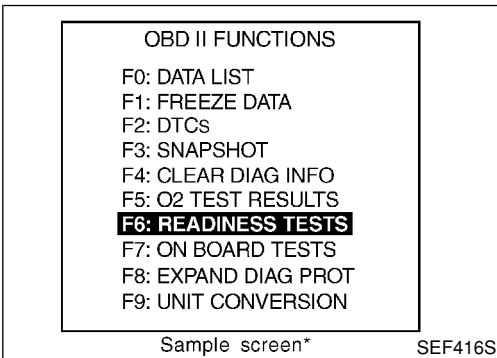 OBD II FUNCTIONS
F0: DATA LIST
F1: FREEZE DATA
F2: DTCs
F3: SNAPSHOT
F4: CLEAR DIAG INFO
F5: O2 TEST RESULTS
F6: READINESS TESTS
F7: ON BOARD TESTS
F8: EXPAND DIAG PROT
F9: UNIT CONVERSION
Sample screen*
SEF416S